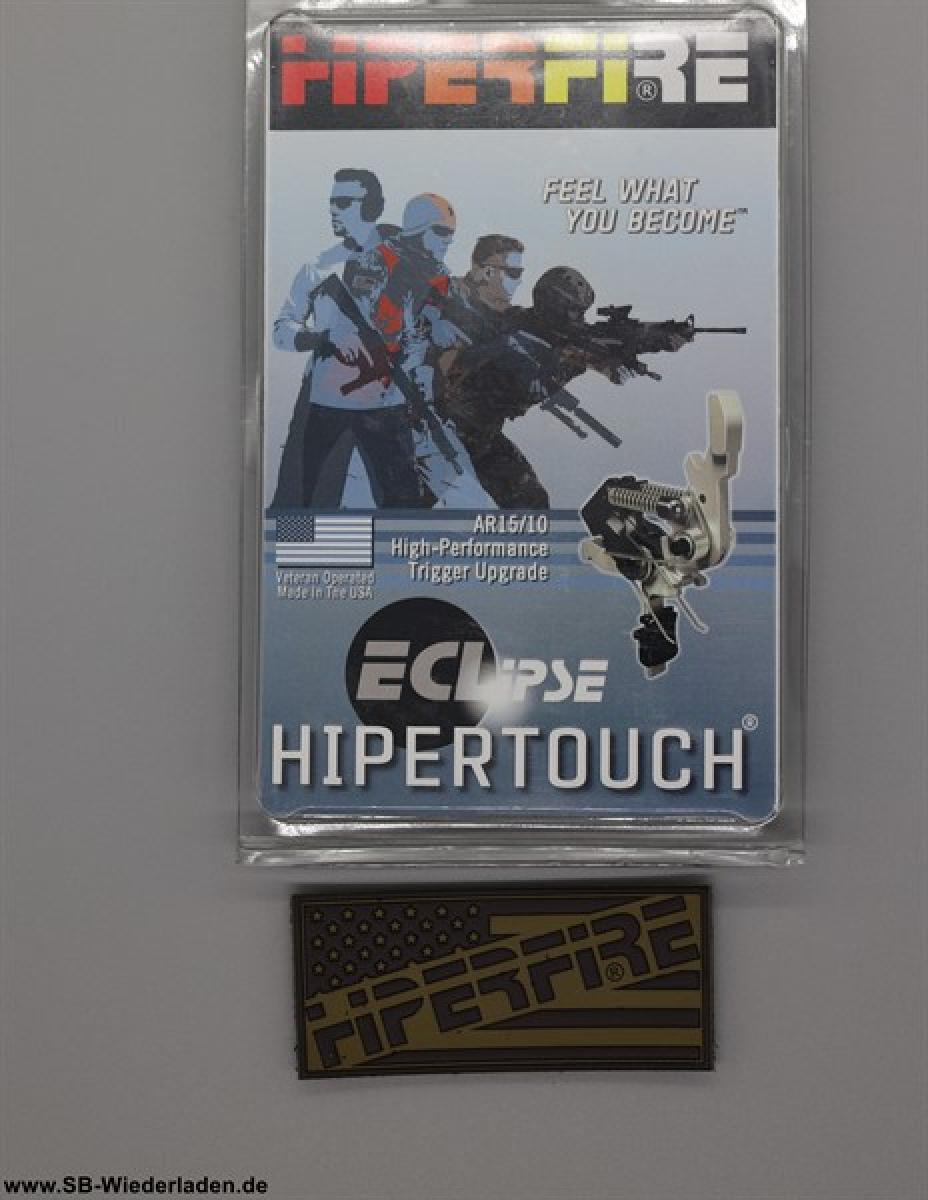 HIPERFIRE®
FEEL WHAT
YOU BECOME™
AR15/10
High-Performance
Trigger Upgrade
Veteran Operated
Made In The USA
ECLIPSE
HIPERTOUCH®
HIPERFIRE®
www.SB-Wiederladen.de